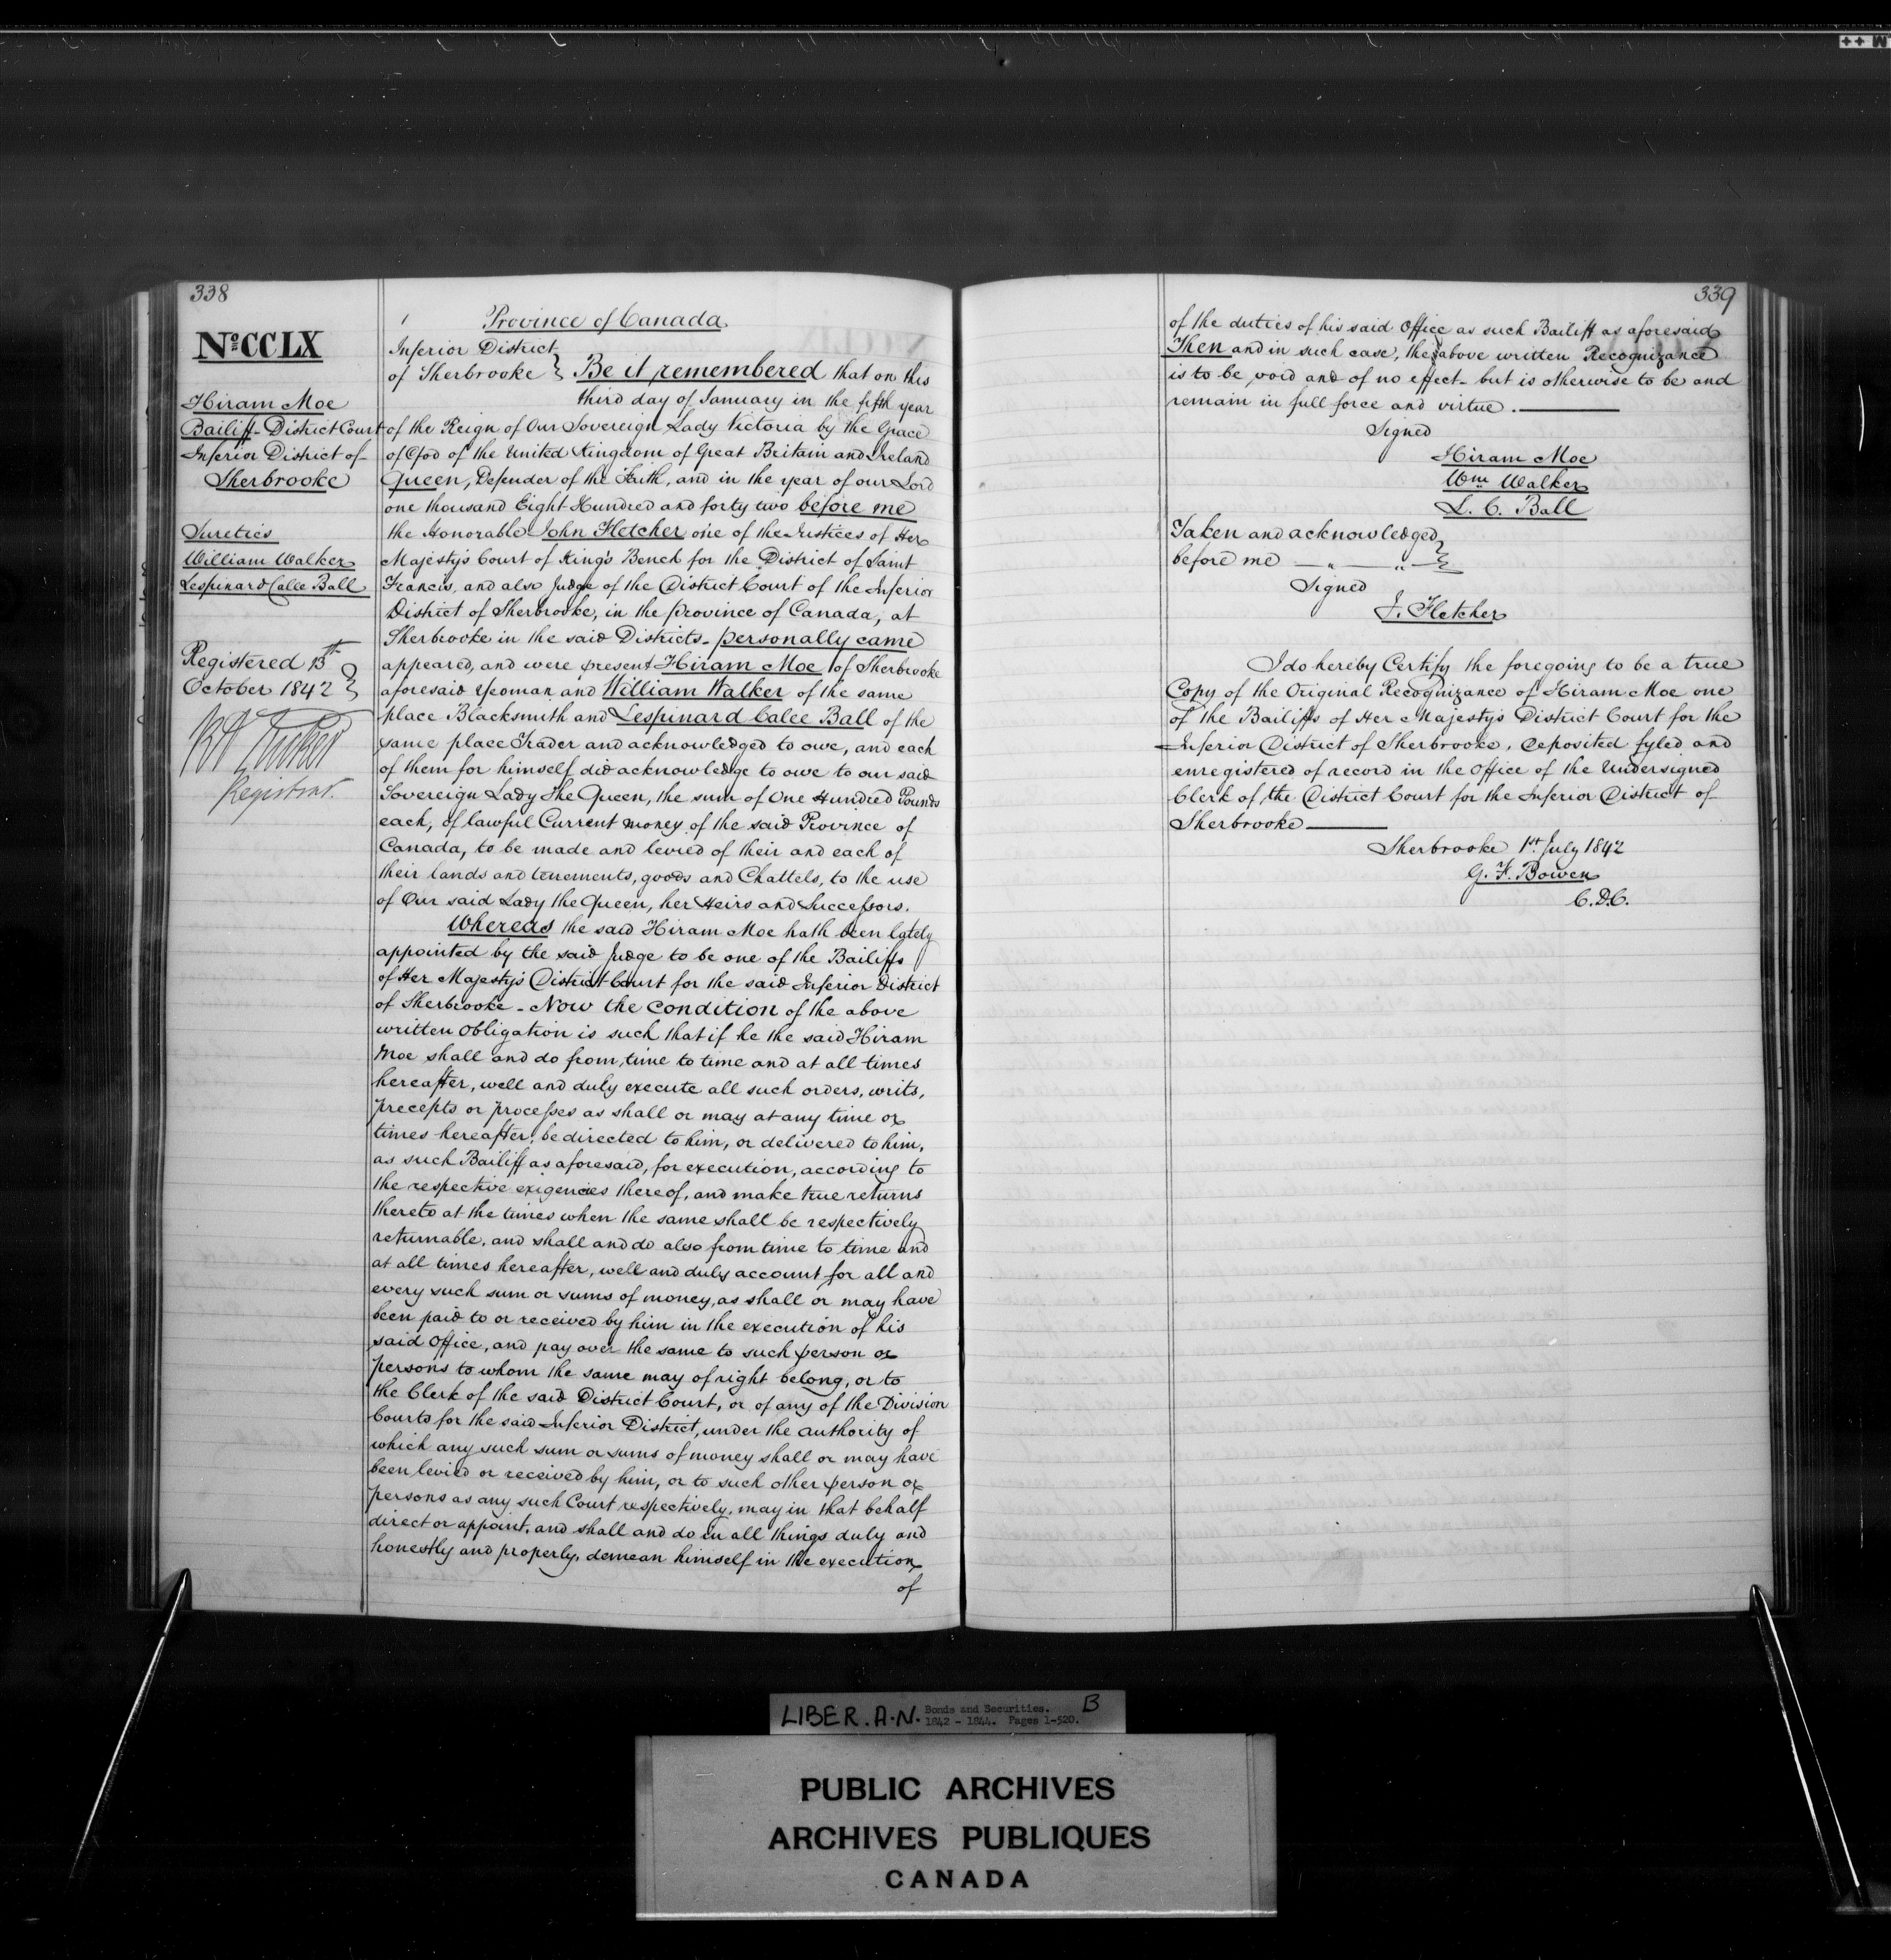 338
No CCLX
Hiram Moe
Bailiff - District Court
Inferior District of
Sherbrooke
Sureties
William Walker
Lespinard Calee Ball
Registered 13th
October 1842
Registrar.
Province of Canada
Inferior District
of Sherbrooke } Be it remembered that on this
third day of January in the fifth year
of the Reign of Our Sovereign Lady Victoria by the Grace
of God of the United Kingdom of Great Britain and Ireland
Queen, Defender of the Faith, and in the year of our Lord
one thousand Eight Hundred and forty two before me
the Honorable John Fletcher one of the Justices of Her
Majesty's Court of King's Bench for the District of Saint
Francis, and also Judge of the District Court of the Inferior
District of Sherbrooke, in the province of Canada, at
Sherbrooke in the said Districts - personally came
appeared, and were present Hiram Moe of Sherbrooke
aforesaid Yeoman and William Walker of the same
place Blacksmith and Lespinard Calee Ball of the
same place Trader and acknowledged to owe, and each
of them for himself did acknowledge to owe to our said
Sovereign Lady The Queen, the sum of One Hundred Pounds
each, of lawful Current money of the said Province of
Canada, to be made and levied of their and each of
their lands and tenements, goods and Chattels, to the use
of Our said Lady the Queen, her Heirs and Successors.
Whereas the said Hiram Moe hath been lately
appointed by the said Judge to be one of the Bailiffs
of Her Majesty's District Court for the said Inferior District
of Sherbrooke - Now the Condition of the above
written obligation is such that if he the said Hiram
Moe shall and do from time to time and at all times
hereafter, well and duly execute all such orders, writs,
precepts or processes as shall or may at any time or
times hereafter, be directed to him, or delivered to him,
as such Bailiff as aforesaid, for execution, according to
the respective exigencies thereof, and make true returns
thereto at the times when the same shall be respectively
returnable, and shall and do also from time to time and
at all times hereafter, well and duly account for all and
every such sum or sums of money, as shall or may have
been paid to or received by him in the execution of his
said Office, and pay over the same to such person or
persons to whom the same may of right belong, or to
the Clerk of the said District Court, or of any of the Division
Courts for the said Inferior District, under the authority of
which any such sum or sums of money shall or may have
been levied or received by him, or to such other person or
persons as any such Court respectively, may in that behalf
direct or appoint, and shall and do in all things duly and
honestly and properly, demean himself in the execution
of
339
of the duties of his said Office as such Bailiff as aforesaid
Then and in such case, the above written Recognizance
is to be void and of no effect - but is otherwise to be and
remain in full force and virtue.
Signed
Hiram Moe
Wm Walker
L. C. Ball
Taken and acknowledged
before me
Signed
J. Fletcher
I do hereby Certify the foregoing to be a true
Copy of the Original Recognizance of Hiram Moe one
of the Bailiffs of Her Majesty's District Court for the
Inferior District of Sherbrooke, deposited fyled and
enregistered of record in the Office of the Undersigned
Clerk of the District Court for the Inferior District of
Sherbrooke
Sherbrooke 1st July 1842
G. F. Bowen
C.D.C.
LIBER. A.N. Bonds and Securities. B
1842 - 1844. Pages 1-520.
PUBLIC ARCHIVES
ARCHIVES PUBLIQUES
CANADA